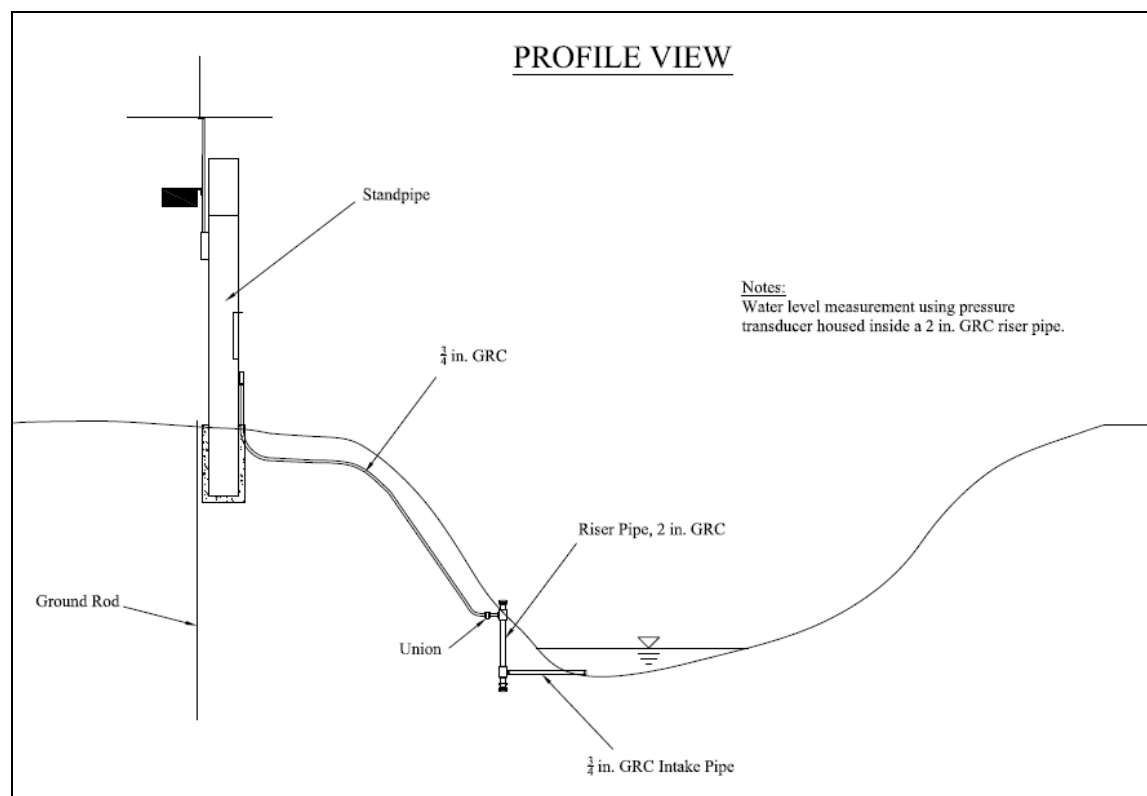 PROFILE VIEW
Standpipe
Notes:
Water level measurement using pressure
transducer housed inside a 2 in. GRC riser pipe.
3/4 in. GRC
Riser Pipe, 2 in. GRC
Ground Rod
Union
3/4 in. GRC Intake Pipe